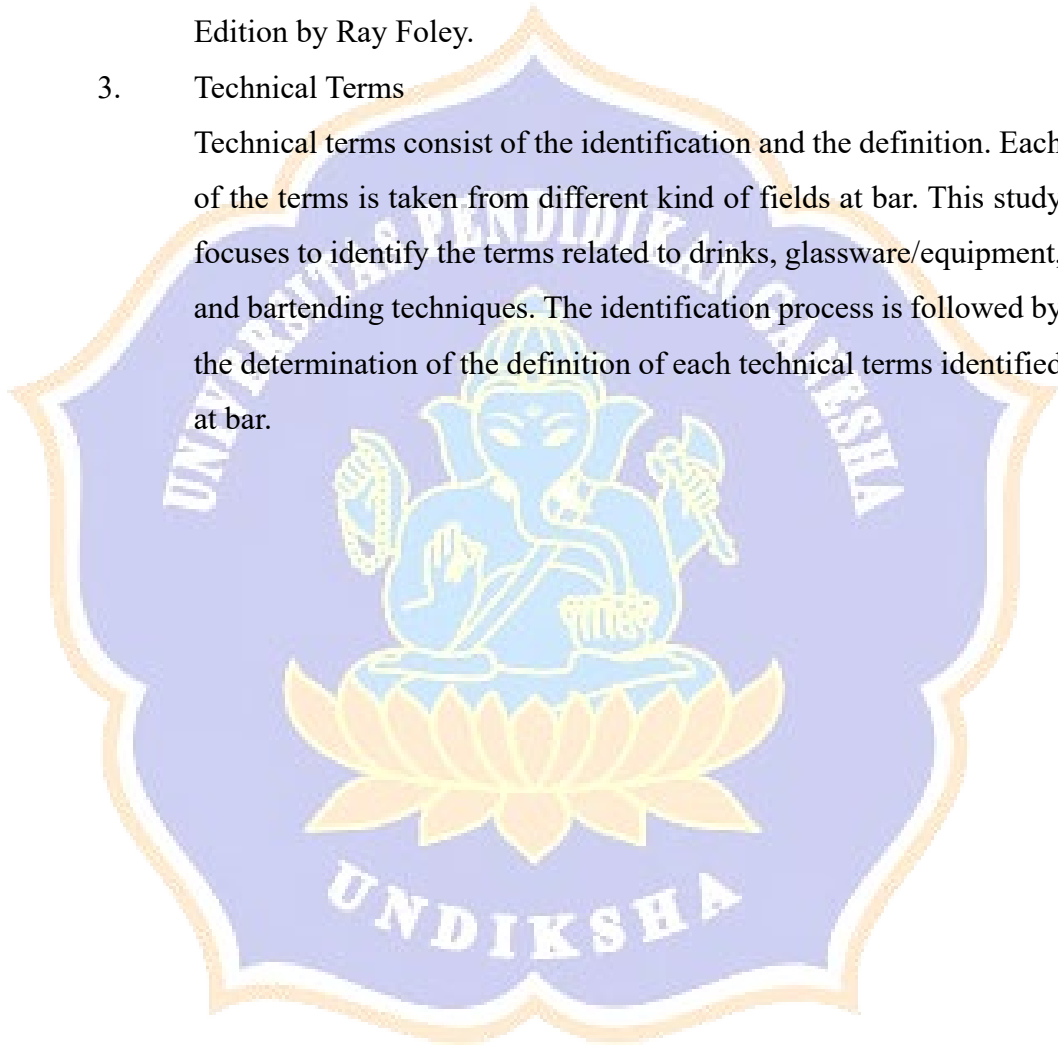 Edition by Ray Foley.
3. Technical Terms
Technical terms consist of the identification and the definition. Each
of the terms is taken from different kind of fields at bar. This study
focuses to identify the terms related to drinks, glassware/equipment,
and bartending techniques. The identification process is followed by
the determination of the definition of each technical terms identified
at bar.
UNIVERSITAS PENDIDIKAN GANESHA
UNDIKSHA